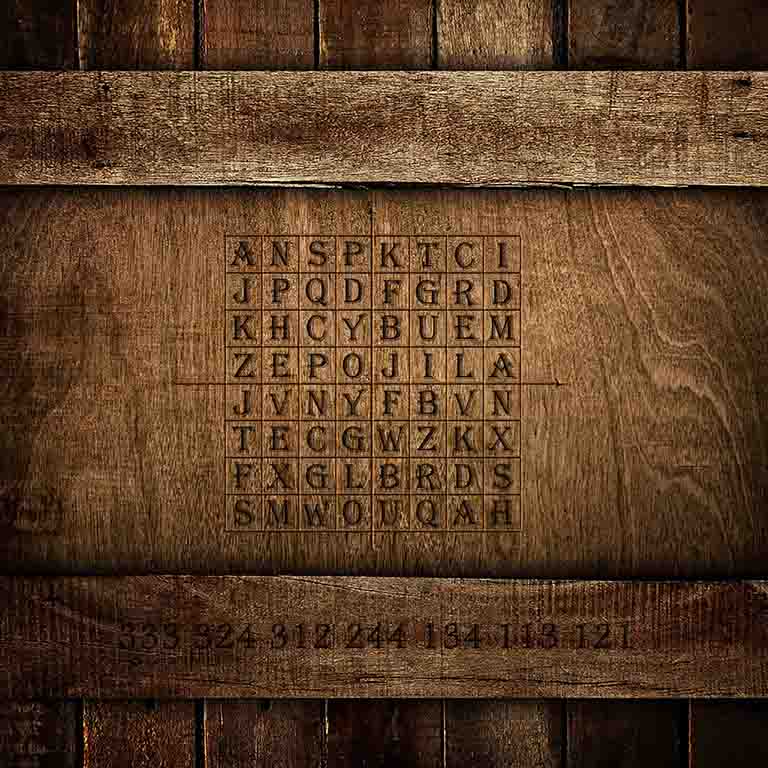 A N S P K T C I
J P Q D F G R D
K H C Y B U E M
Z E P O J I L A
J V N Y F B V N
T E C G W Z K X
F X G L B R D S
S M W O U Q A H
333 324 312 244 134 113 121